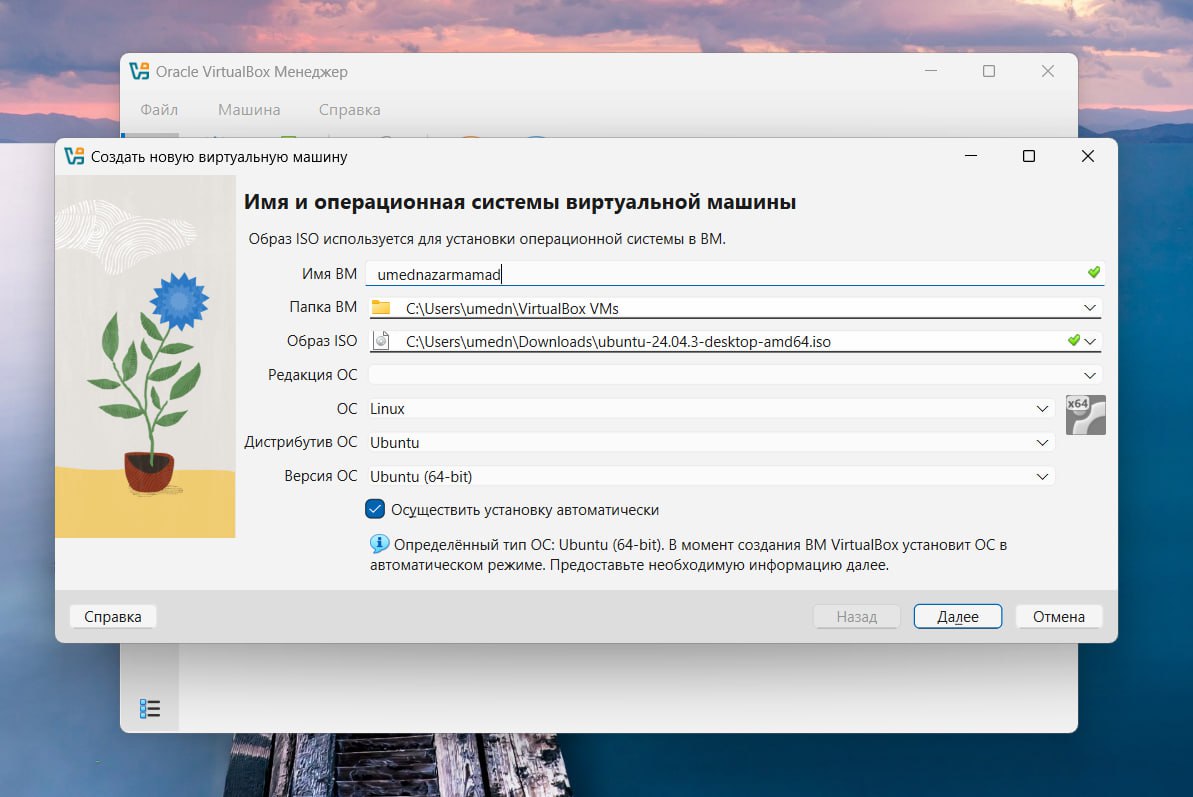 Oracle VirtualBox Менеджер
Файл Машина Справка
Создать новую виртуальную машину
Имя и операционная системы виртуальной машины
Образ ISO используется для установки операционной системы в ВМ.
Имя ВМ umednazarmamad
Папка ВМ C:\Users\umedn\VirtualBox VMs
Образ ISO C:\Users\umedn\Downloads\ubuntu-24.04.3-desktop-amd64.iso
Редакция ОС
ОС Linux
x64
Дистрибутив ОС Ubuntu
Версия ОС Ubuntu (64-bit)
Осуществить установку автоматически
Определённый тип ОС: Ubuntu (64-bit). В момент создания ВМ VirtualBox установит ОС в
автоматическом режиме. Предоставьте необходимую информацию далее.
Справка Назад Далее Отмена